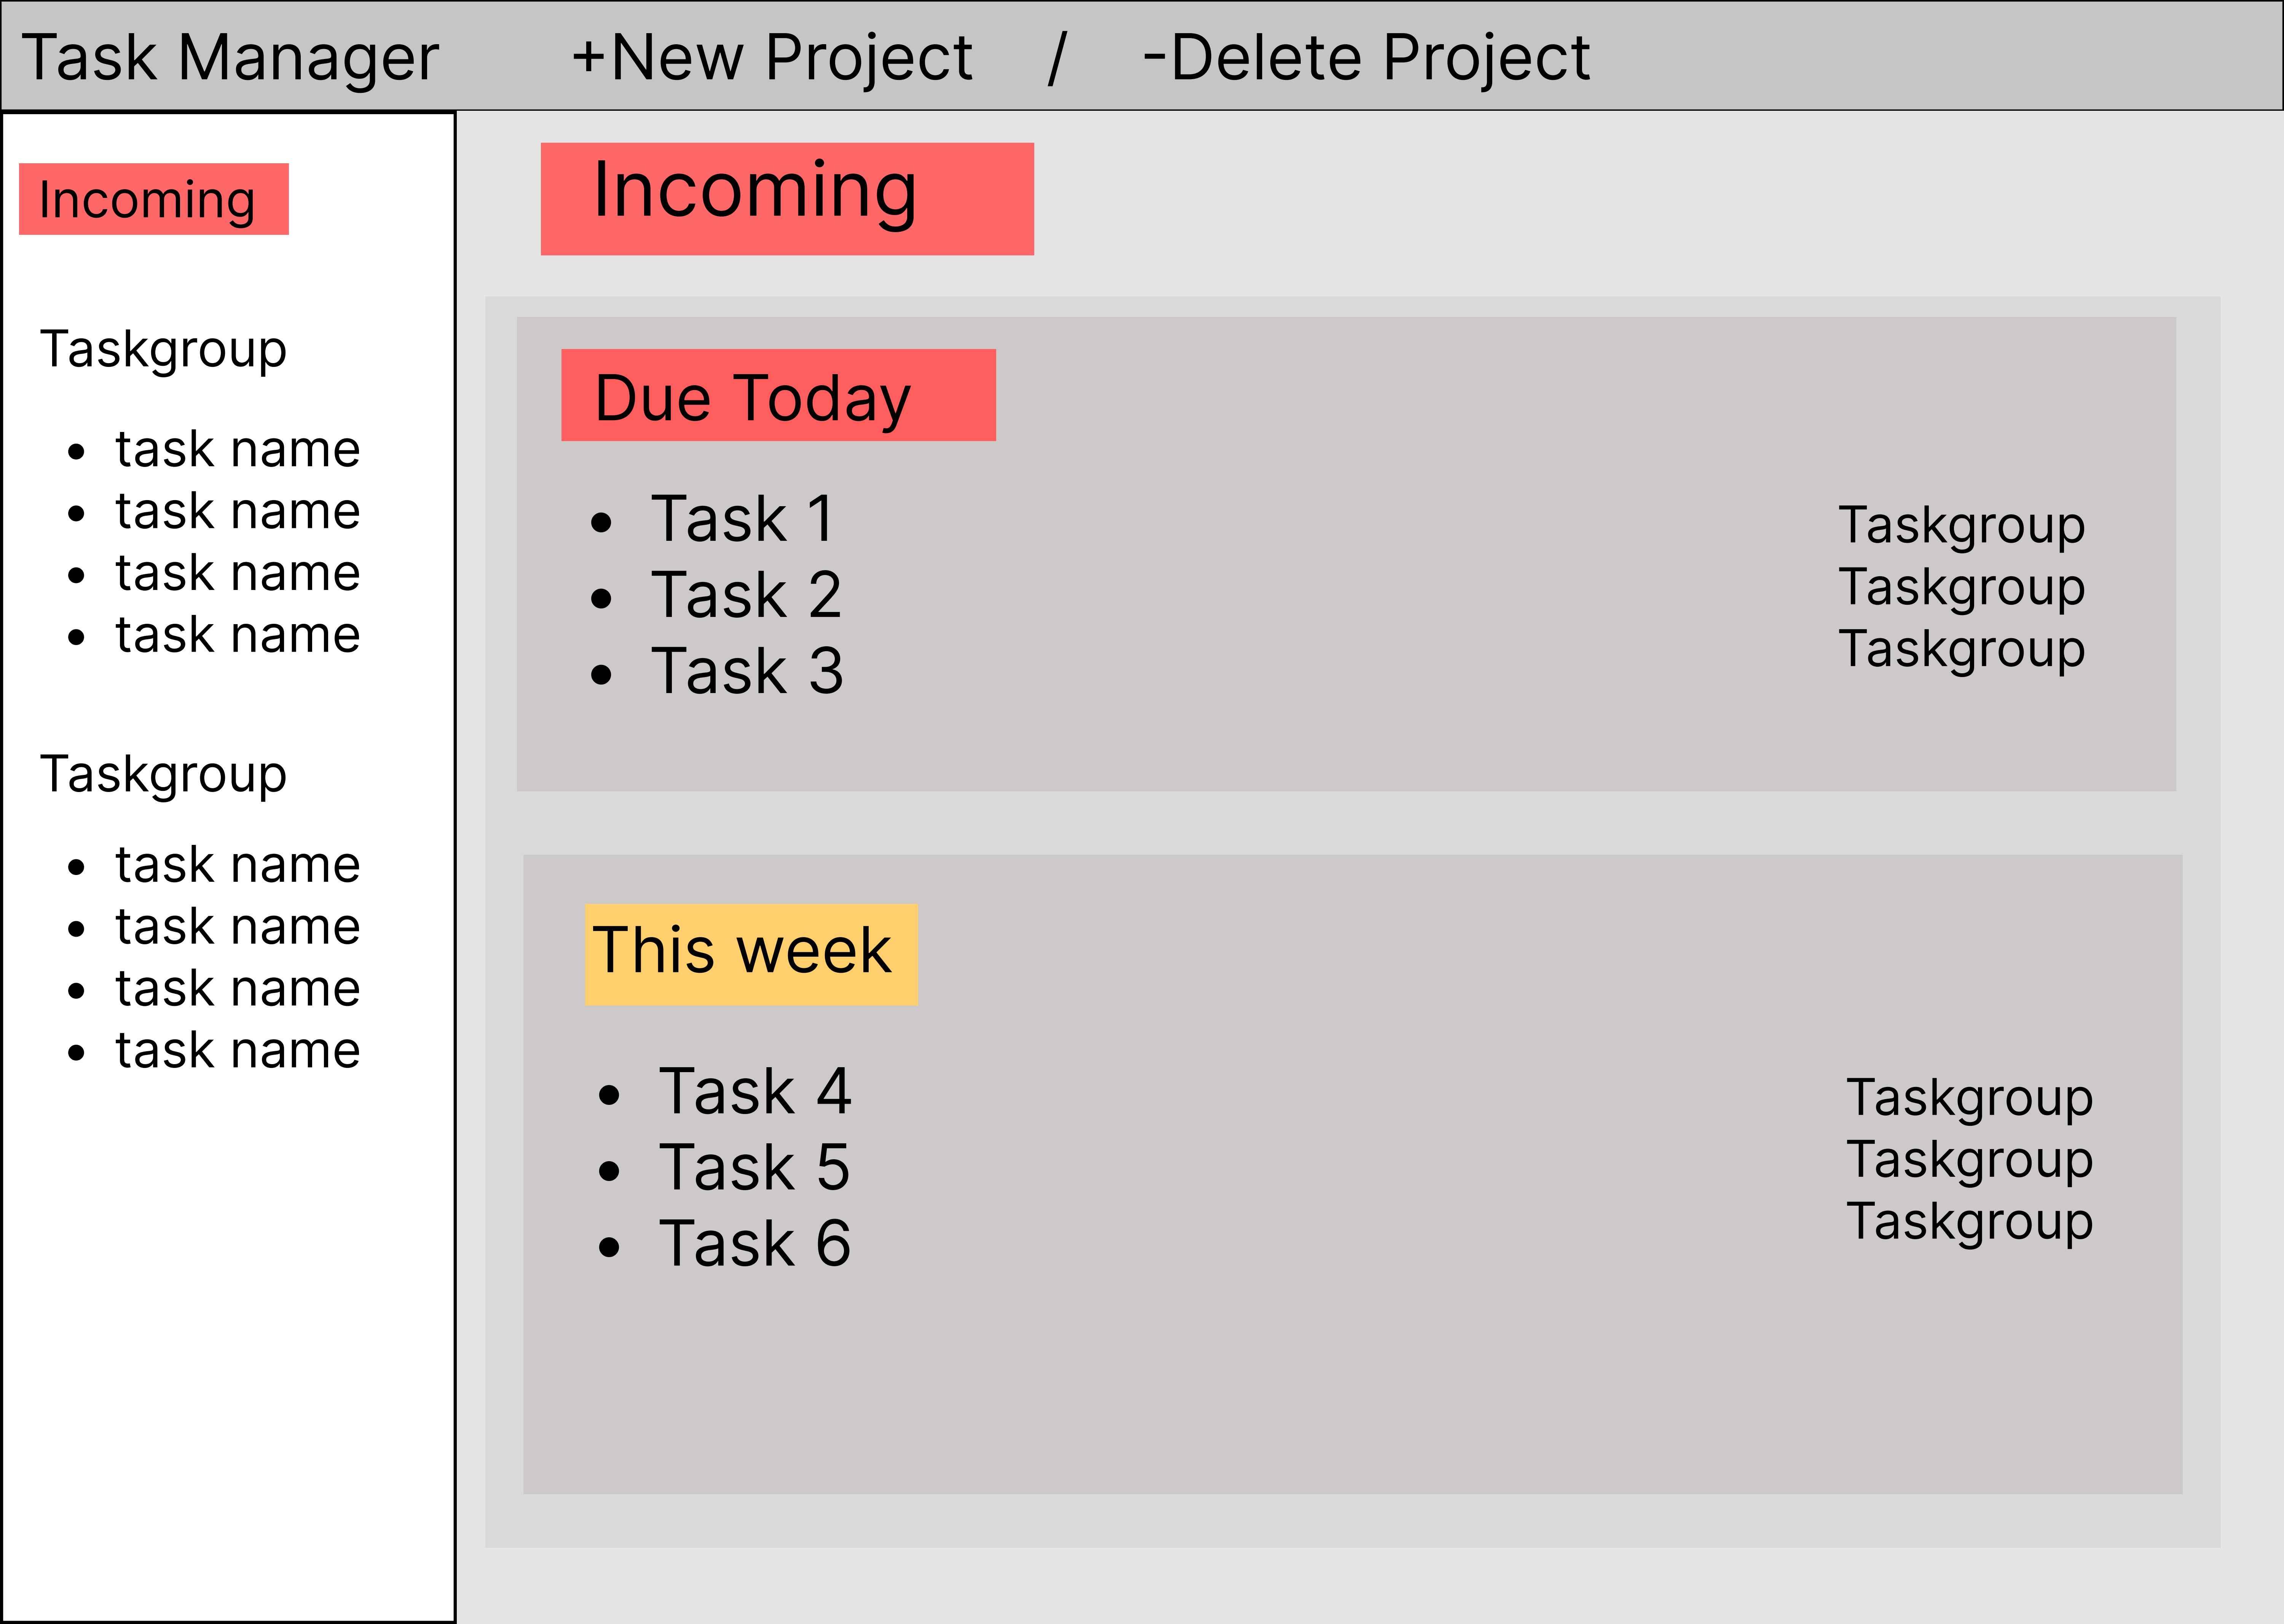 Task Manager +New Project / -Delete Project
Incoming
Taskgroup
• task name
• task name
• task name
• task name
Taskgroup
• task name
• task name
• task name
• task name
Incoming
Due Today
• Task 1 Taskgroup
• Task 2 Taskgroup
• Task 3 Taskgroup
This week
• Task 4 Taskgroup
• Task 5 Taskgroup
• Task 6 Taskgroup